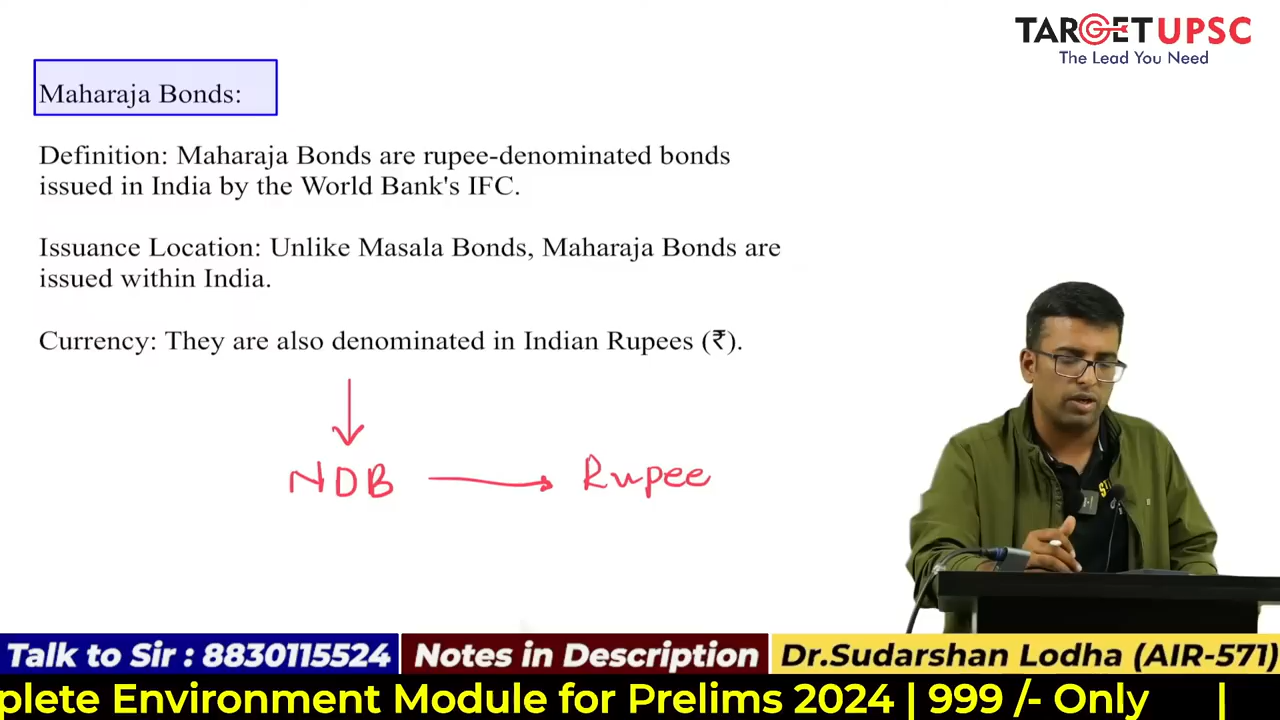 TARGET UPSC
The Lead You Need
Maharaja Bonds:
Definition: Maharaja Bonds are rupee-denominated bonds
issued in India by the World Bank's IFC.
Issuance Location: Unlike Masala Bonds, Maharaja Bonds are
issued within India.
Currency: They are also denominated in Indian Rupees (₹).
NDB Rupee
Talk to Sir : 8830115524 Notes in Description Dr.Sudarshan Lodha (AIR-571)
plete Environment Module for Prelims 2024 | 999 /- Only |